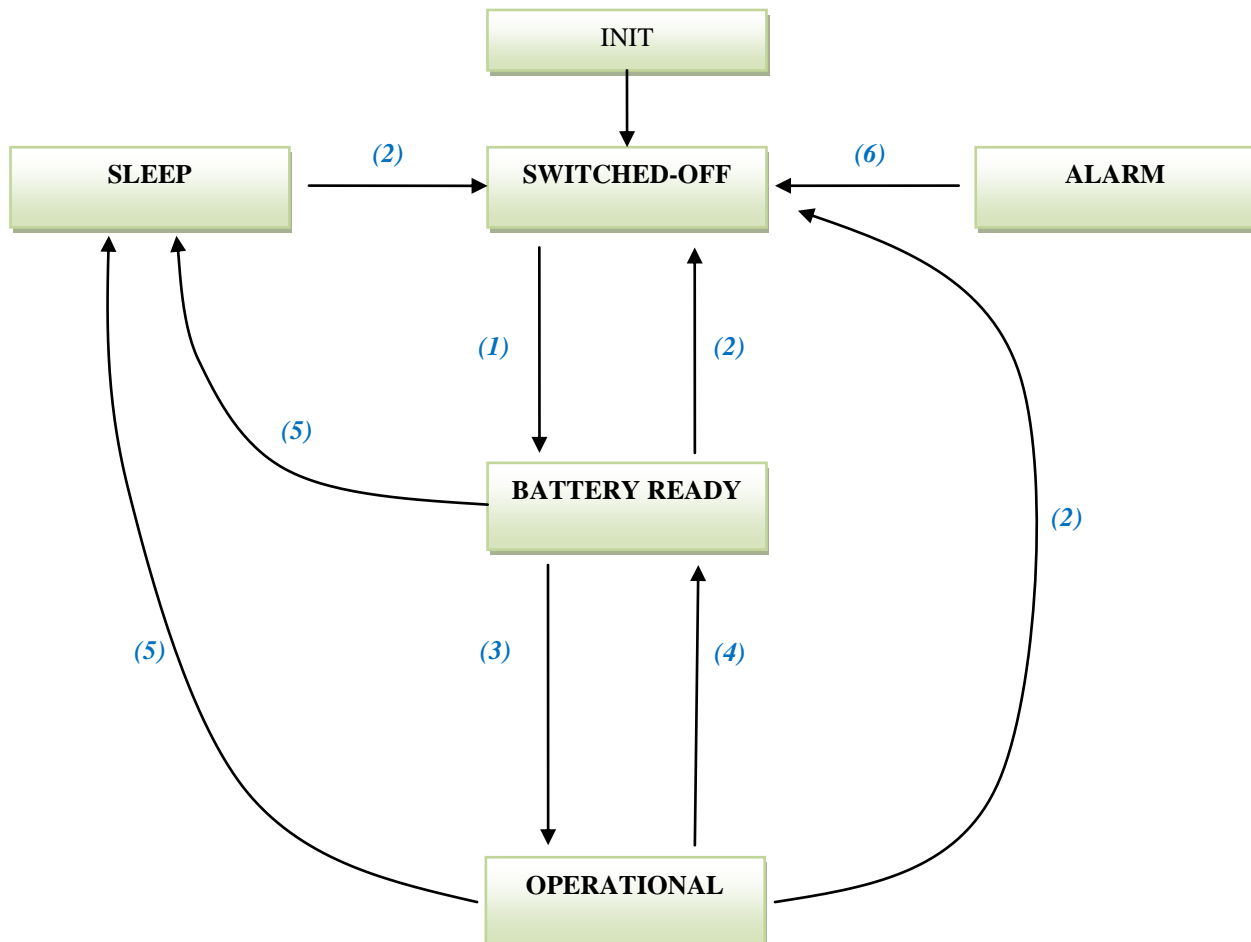 INIT
SLEEP
(2)
SWITCHED-OFF
(6)
ALARM
(1)
(2)
(5)
BATTERY READY
(2)
(5)
(3)
(4)
OPERATIONAL